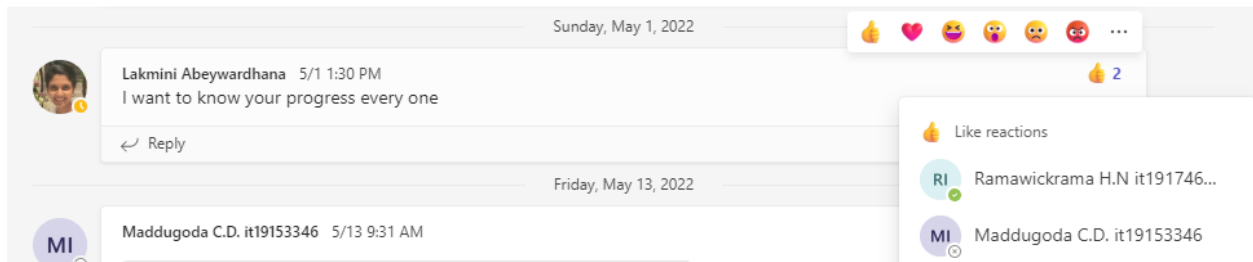 Sunday, May 1, 2022
Lakmini Abeywardhana 5/1 1:30 PM
2
I want to know your progress every one
Reply
Like reactions
RI Ramawickrama H.N it191746...
Friday, May 13, 2022
MI Maddugoda C.D. it19153346 5/13 9:31 AM
MI Maddugoda C.D. it19153346